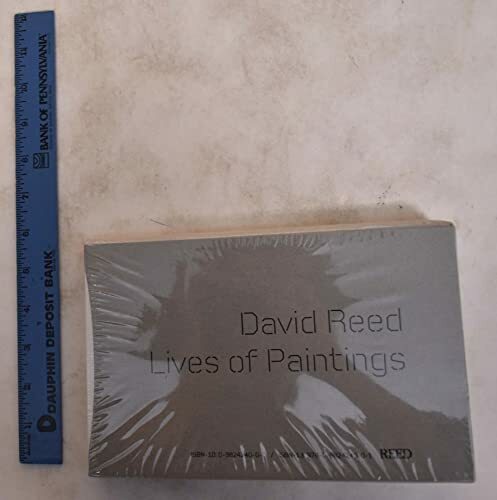 BANK OF PENNSYLVANIA
DAUPHIN DEPOSIT BANK
David Reed
Lives of Paintings
REED